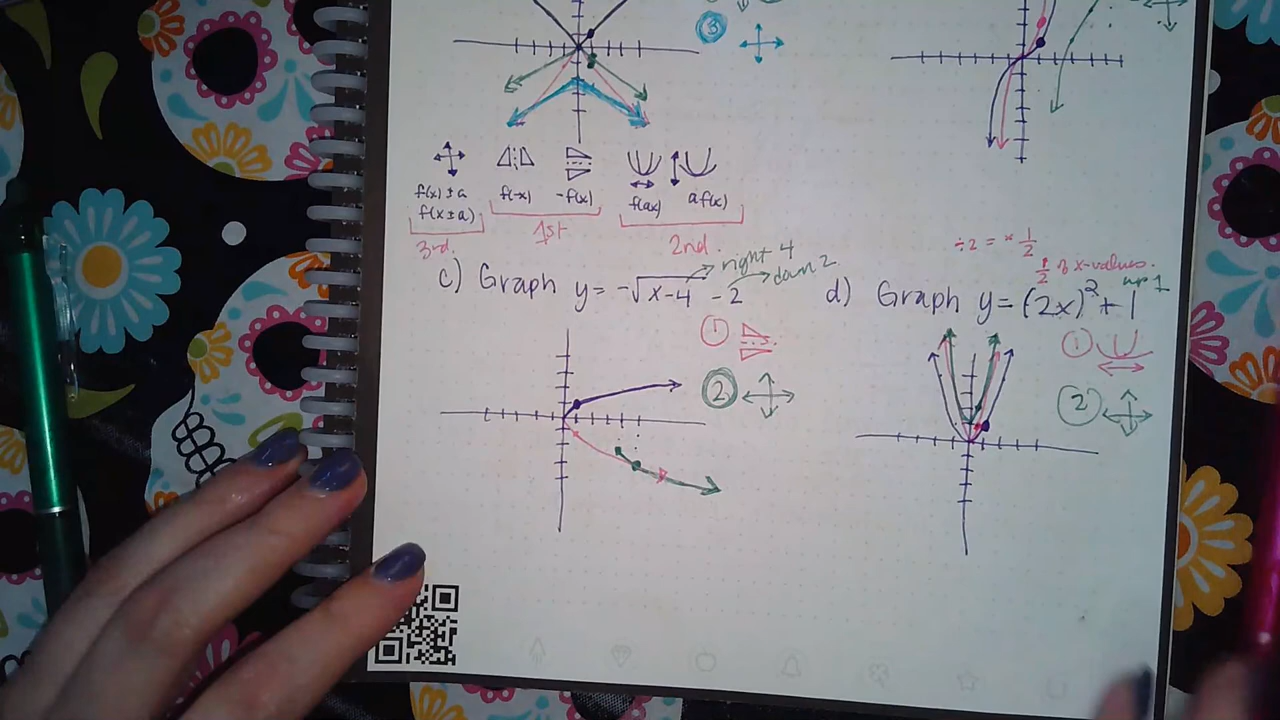 ③
f(x) ± a f(-x) -f(x) f(ax) a f(x)
f(x ± a)
3rd. 1st 2nd.
÷2 = × 1/2
right 4
down 2
c) Graph y = -√x-4 - 2
①
②
1/2 x-values.
up 1
d) Graph y = (2x)² + 1
①
②